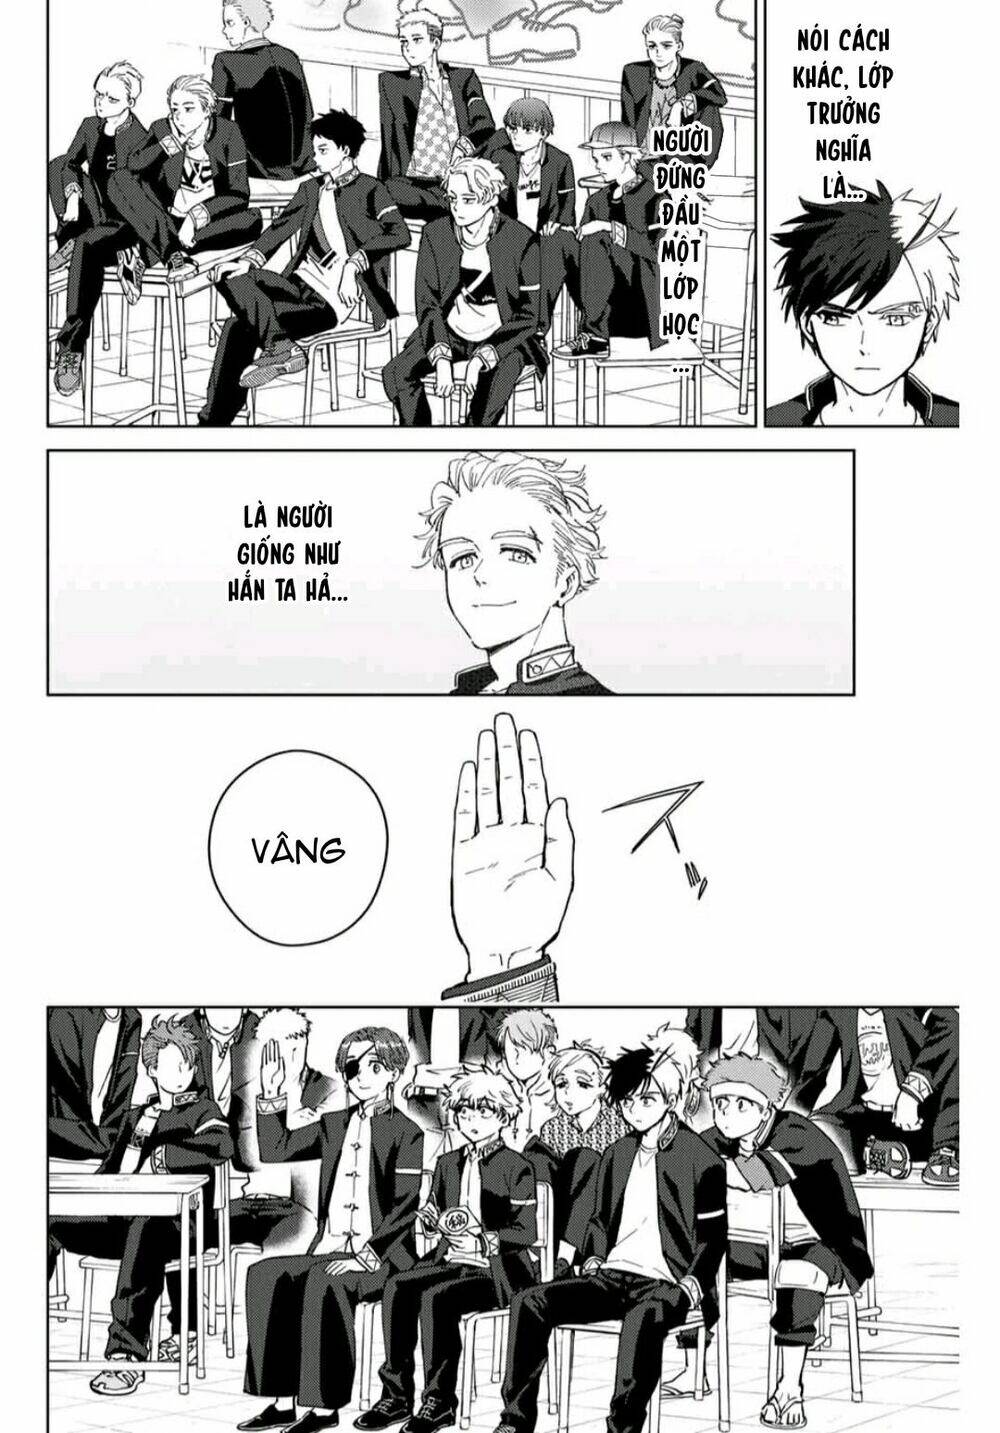 NÓI CÁCH
KHÁC, LỚP
TRƯỞNG
NGHĨA
LÀ...
NGƯỜI
ĐỨNG
ĐẦU
MỘT
LỚP
HỌC
...
LÀ NGƯỜI
GIỐNG NHƯ
HẮN TA HẢ...
VÂNG